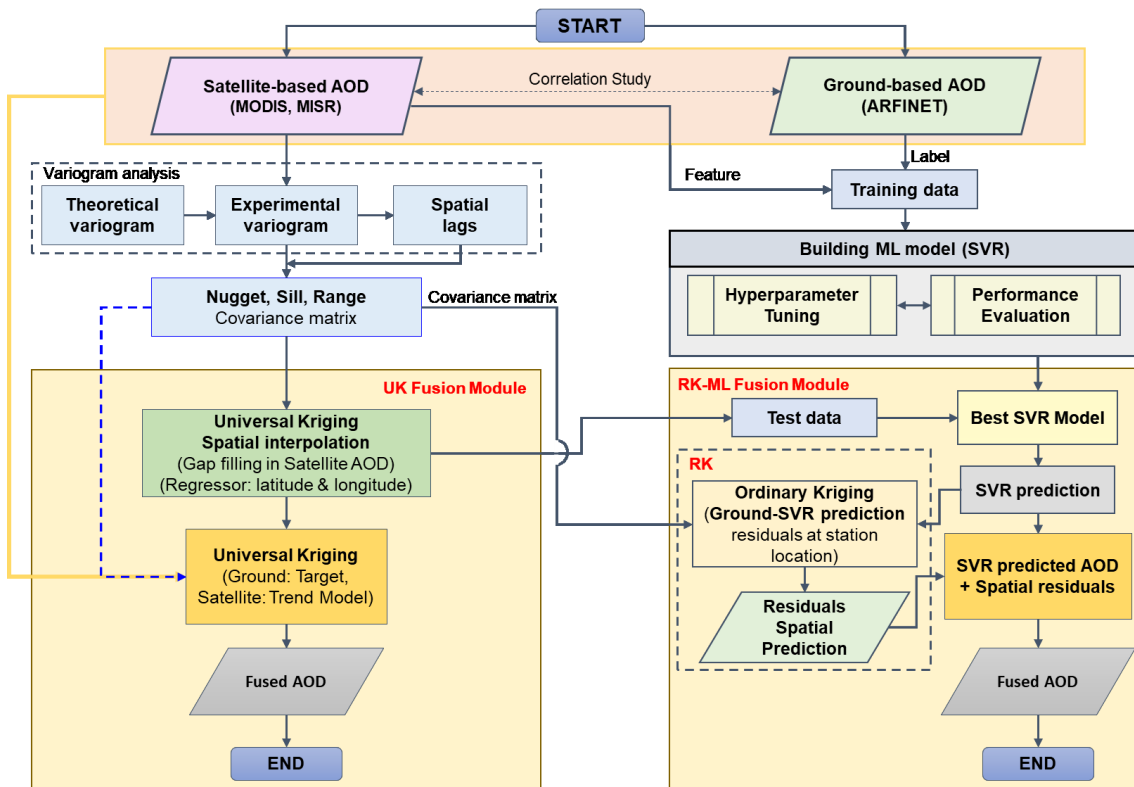 START
Satellite-based AOD
(MODIS, MISR)
Correlation Study
Ground-based AOD
(ARFINET)
Label
Feature
Training data
Variogram analysis
Theoretical
variogram
Experimental
variogram
Spatial
lags
Building ML model (SVR)
Hyperparameter
Tuning
Performance
Evaluation
Nugget, Sill, Range
Covariance matrix
Covariance matrix
UK Fusion Module
Universal Kriging
Spatial interpolation
(Gap filling in Satellite AOD)
(Regressor: latitude & longitude)
Universal Kriging
(Ground: Target,
Satellite: Trend Model)
Fused AOD
END
RK-ML Fusion Module
Test data
Best SVR Model
RK
Ordinary Kriging
(Ground-SVR prediction
residuals at station
location)
SVR prediction
SVR predicted AOD
+ Spatial residuals
Residuals
Spatial
Prediction
Fused AOD
END